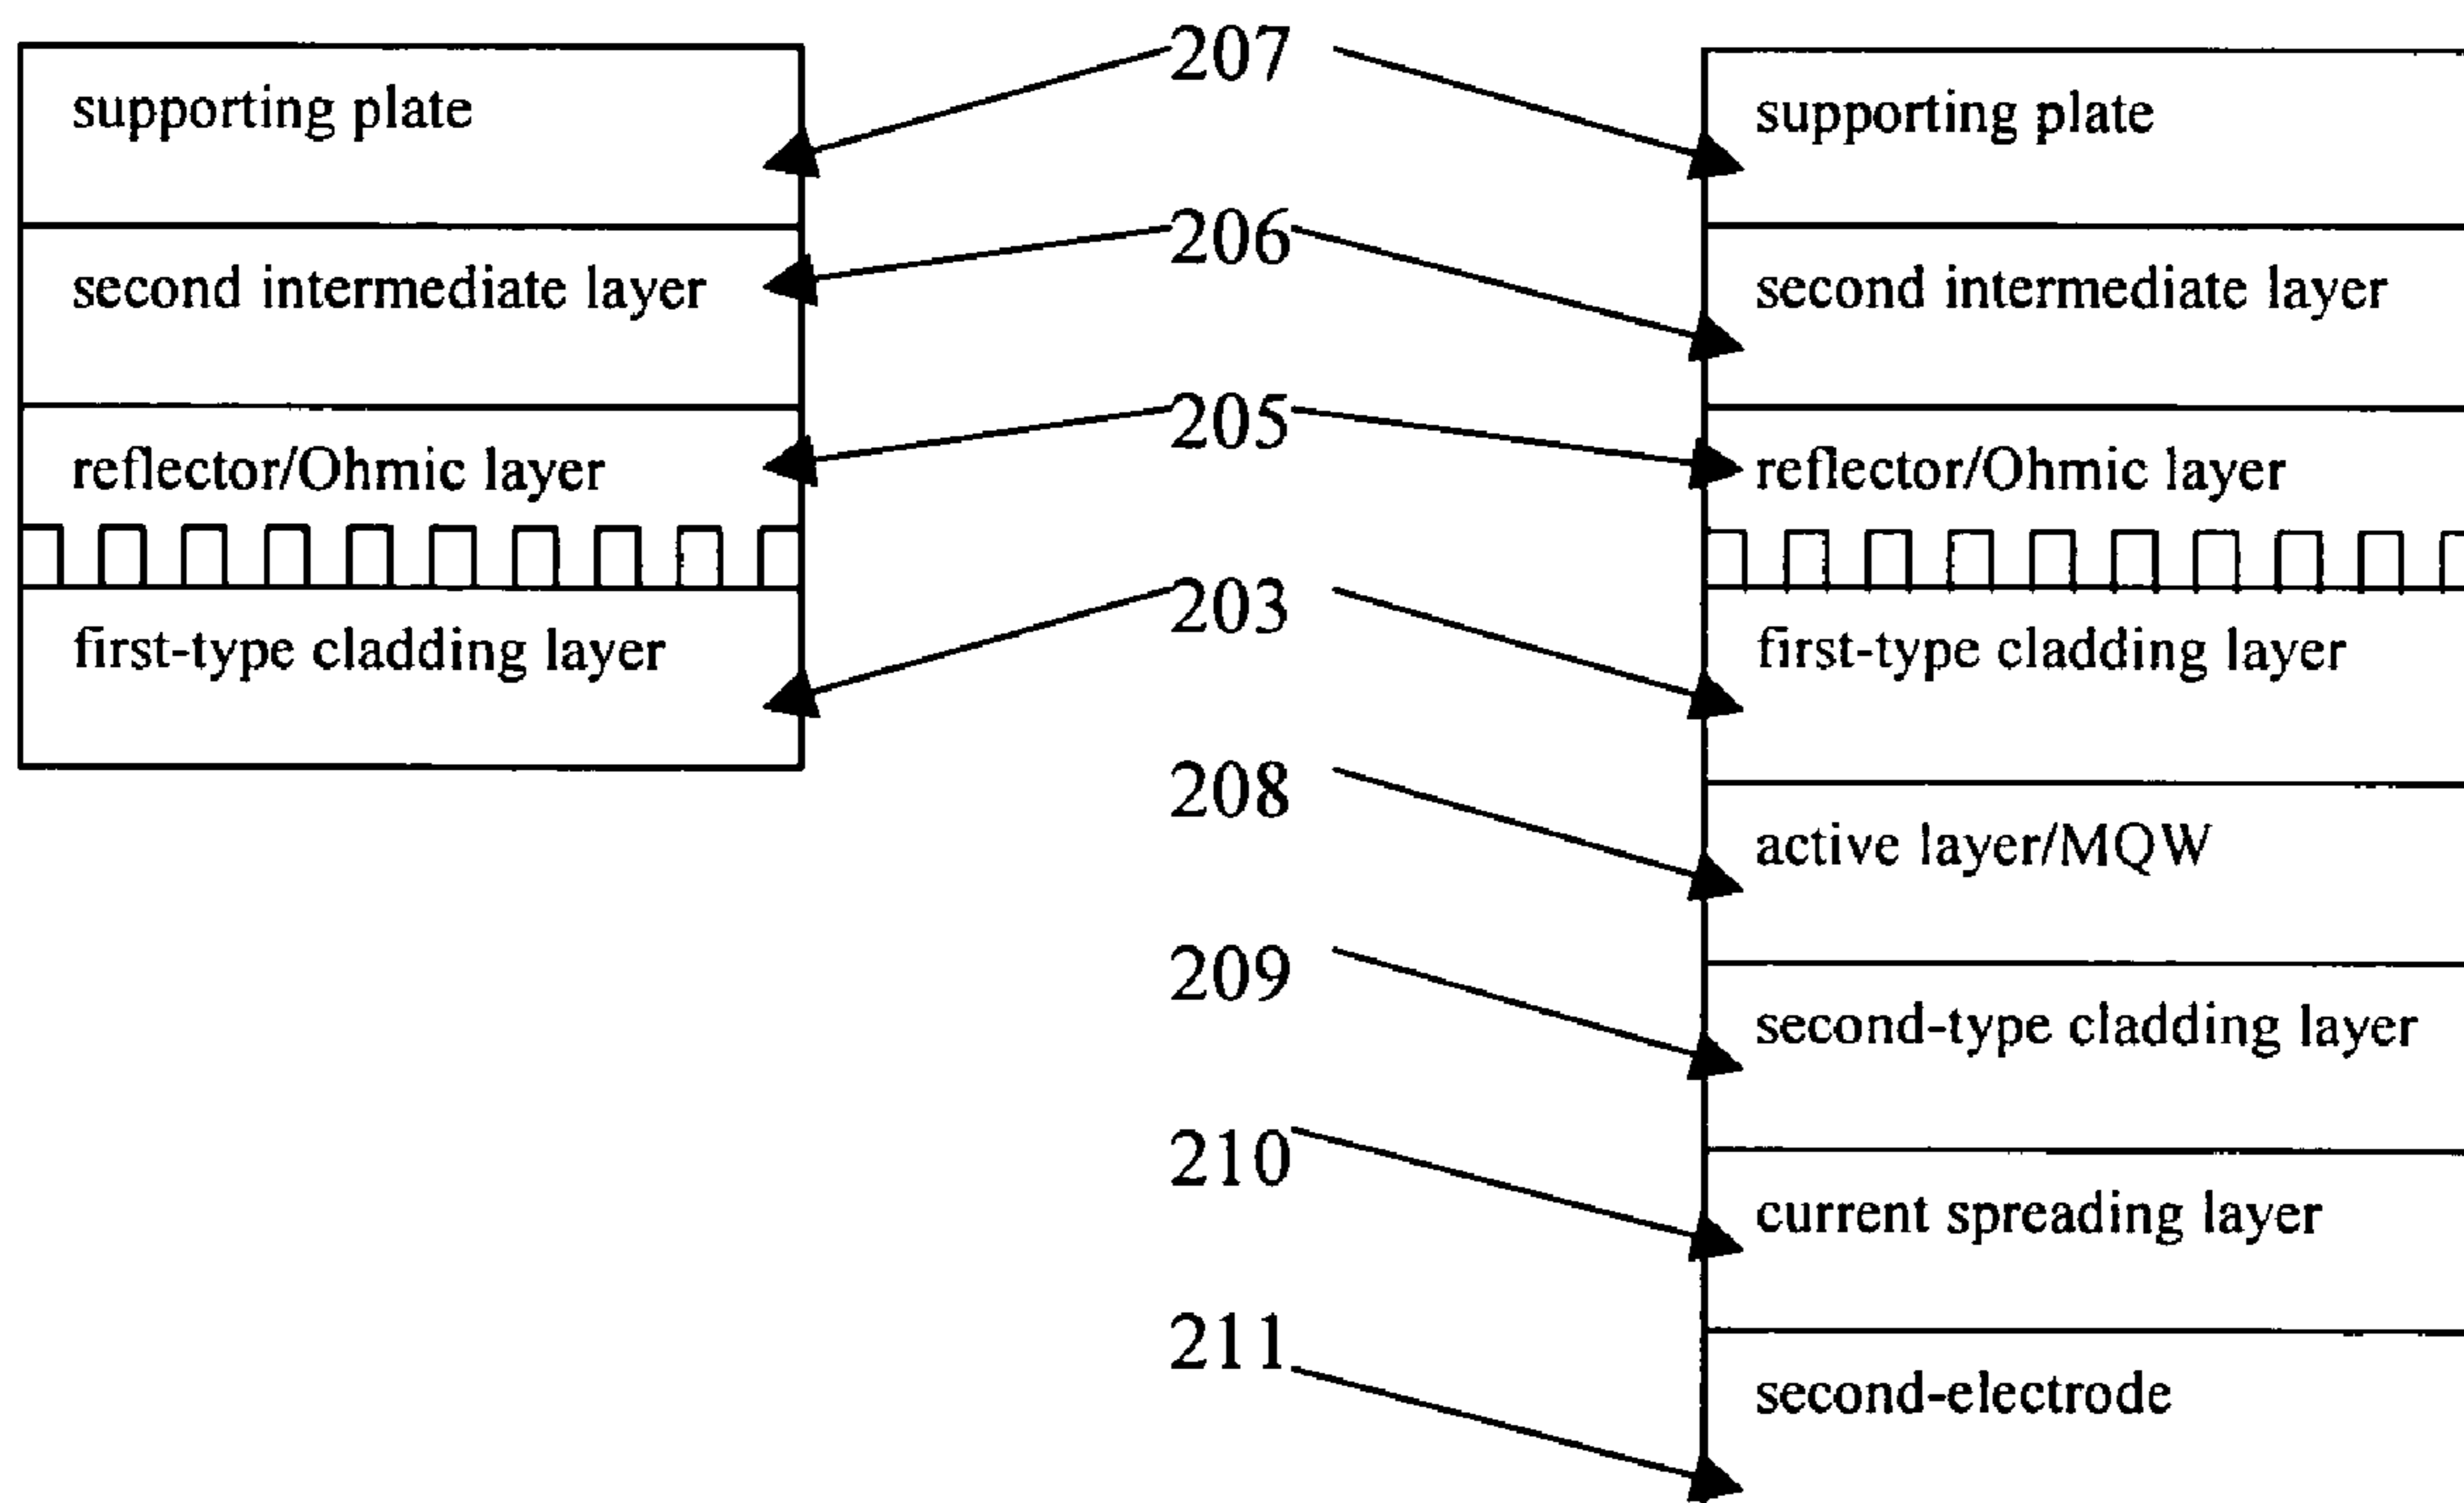 supporting plate
second intermediate layer
reflector/Ohmic layer
first-type cladding layer
207
206
205
203
208
209
210
211
supporting plate
second intermediate layer
reflector/Ohmic layer
first-type cladding layer
active layer/MQW
second-type cladding layer
current spreading layer
second-electrode